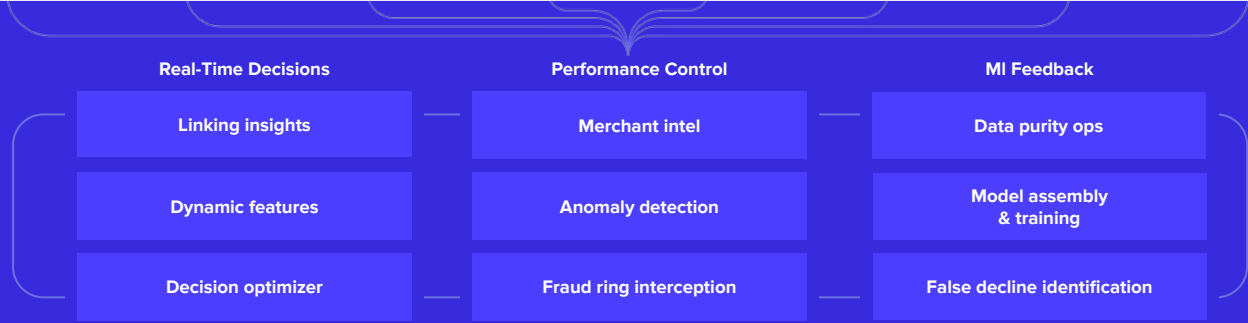 Real-Time Decisions
Performance Control
Ml Feedback
Linking insights
Merchant intel
Data purity ops
Dynamic features
Anomaly detection
Model assembly
& training
Decision optimizer
Fraud ring interception
False decline identification